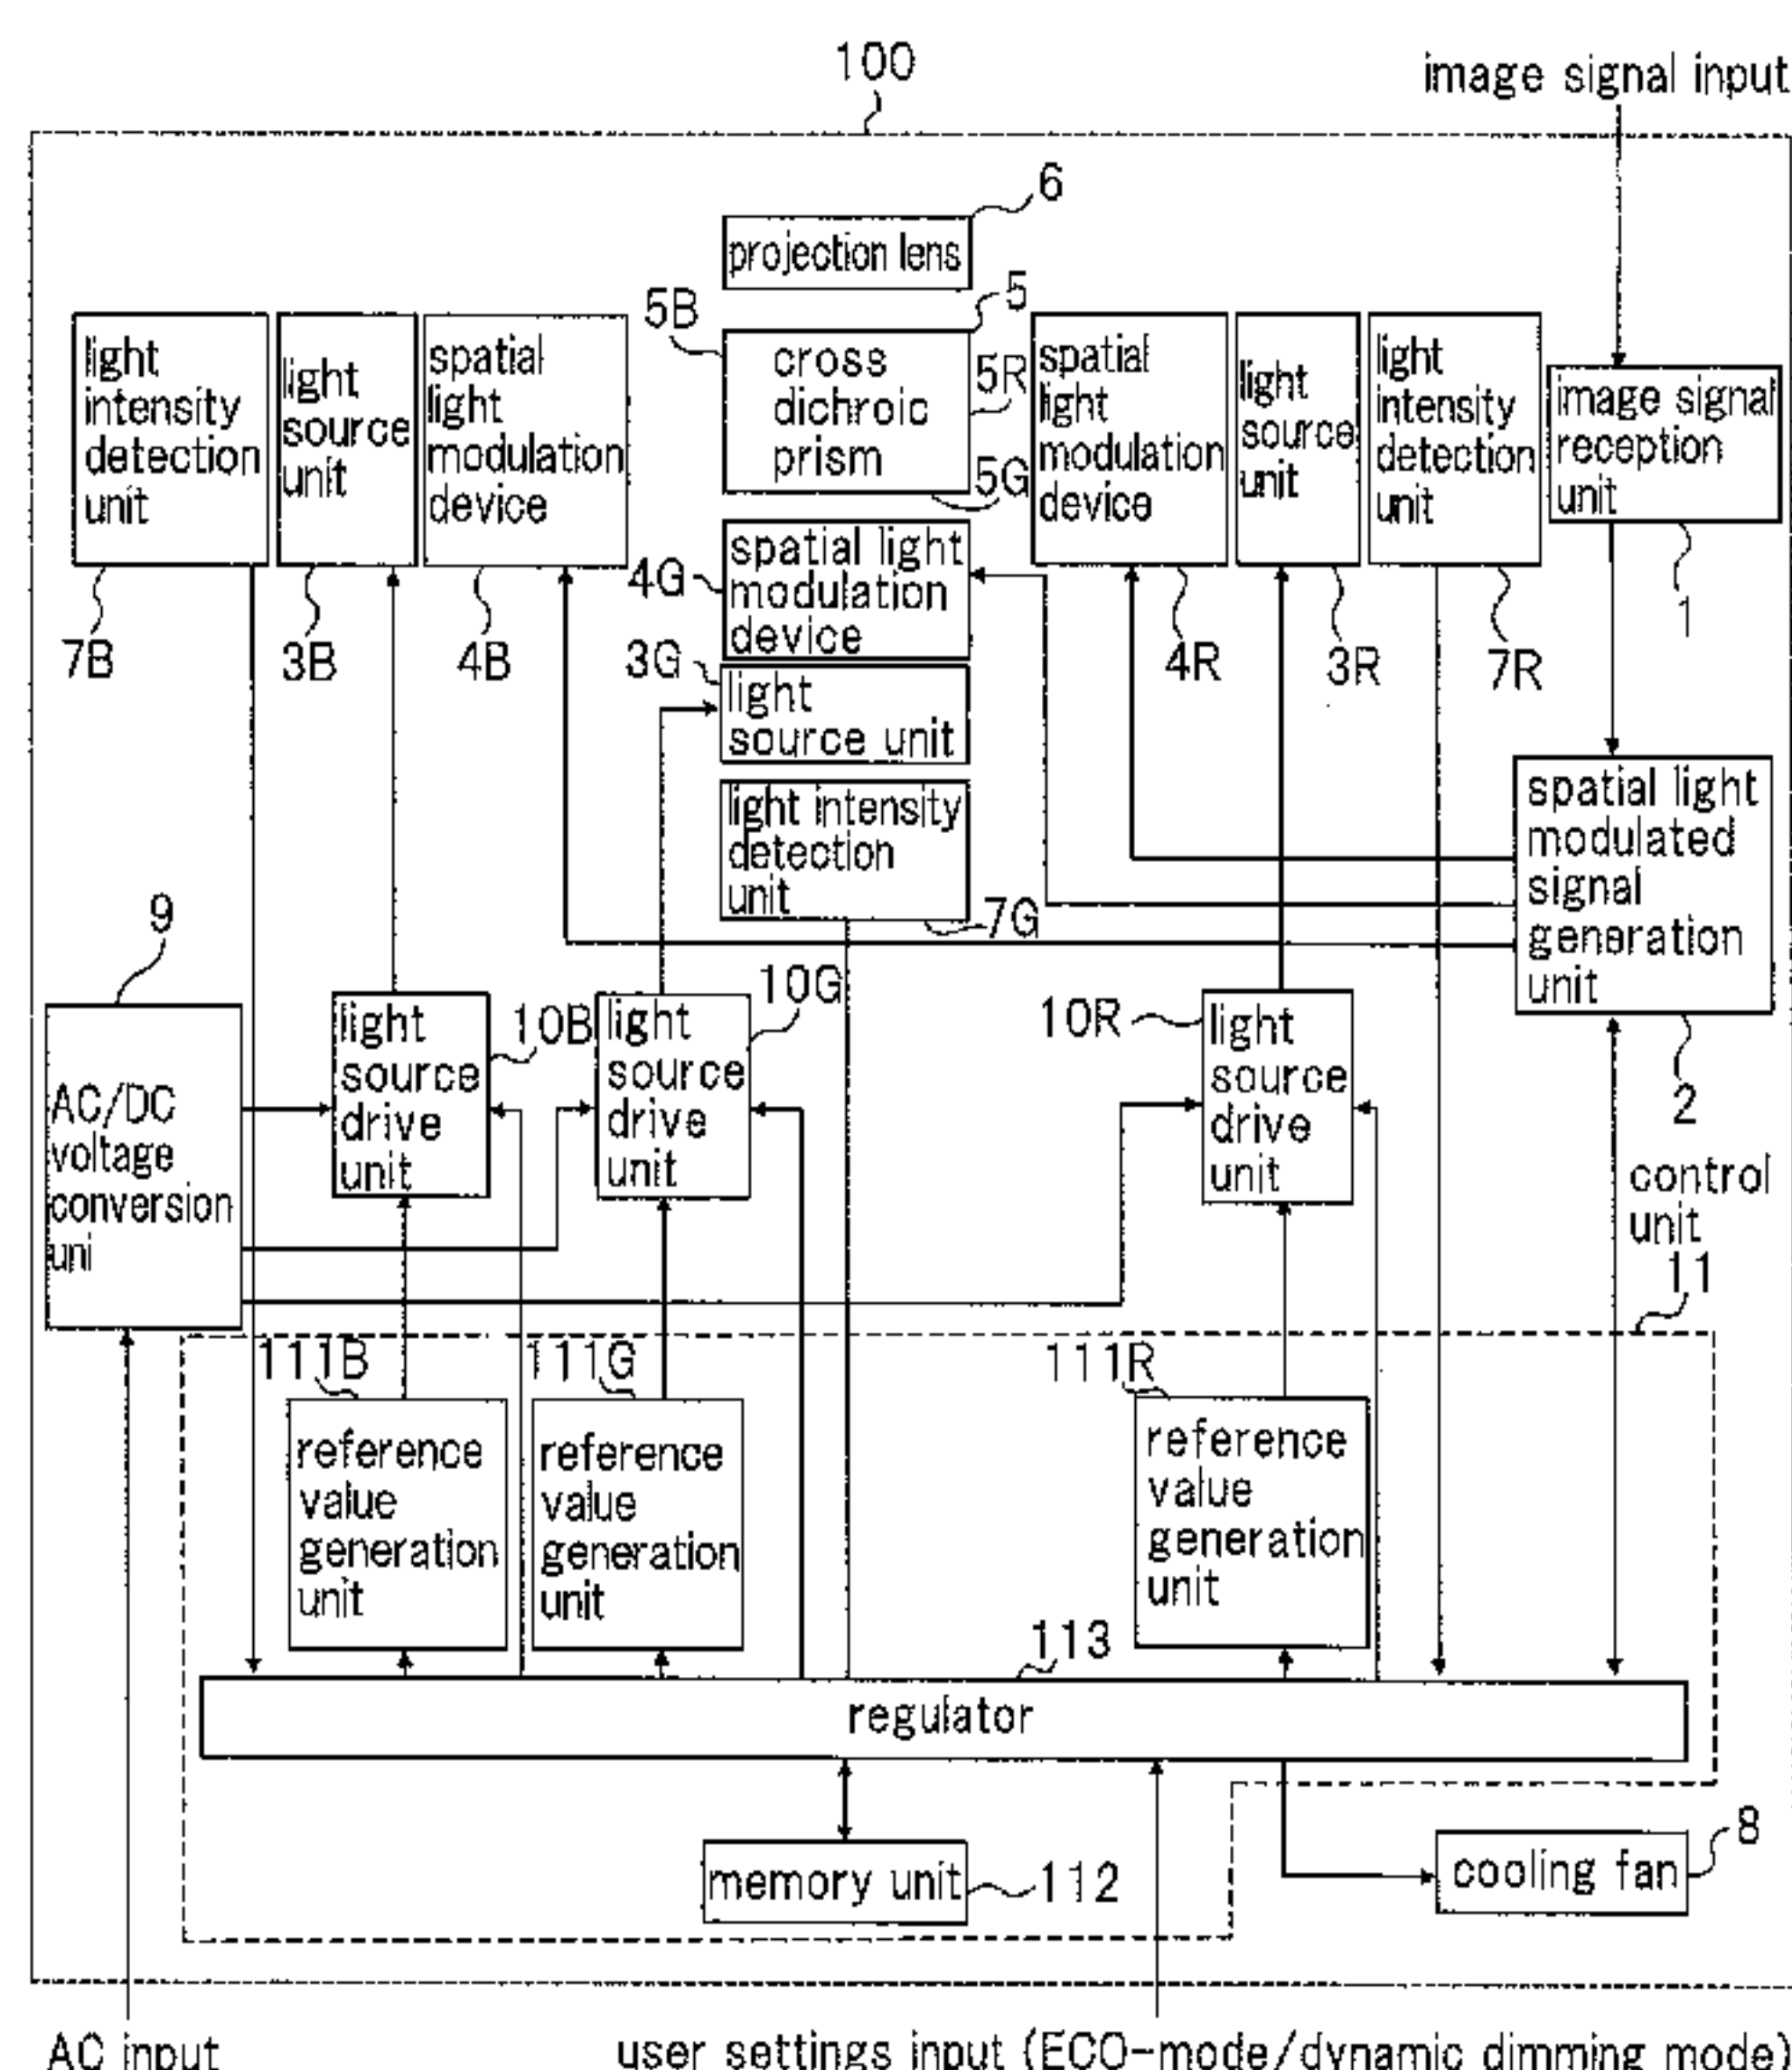 100
image signal input
6
projection lens
5B
5
cross
dichroic
prism
5R
5G
light
intensity
detection
unit
light
source
unit
spatial
light
modulation
device
spatial
light
modulation
device
light
source
unit
light
intensity
detection
unit
image signal
reception
unit
7B
3B
4B
4G
spatial light
modulation
device
3G
light
source unit
light intensity
detection
unit
7G
4R
3R
7R
1
spatial light
modulated
signal
generation
unit
2
9
AC/DC
voltage
conversion
uni
light
source
drive
unit
10B
light
source
drive
unit
10G
10R
light
source
drive
unit
control
unit
11
111B
111G
111R
reference
value
generation
unit
reference
value
generation
unit
reference
value
generation
unit
113
regulator
memory unit
112
cooling fan
8
AC input
user settings input (ECO-mode/dynamic dimming mode)